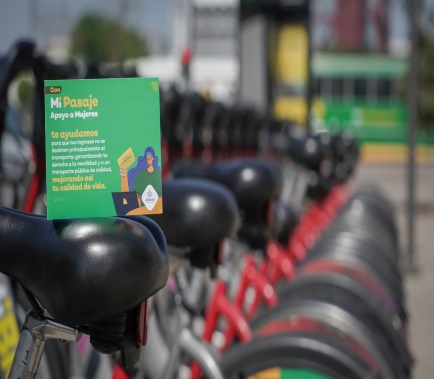 Con
Mi Pasaje
Apoyo a Mujeres
te ayudamos
para que tus ingresos no se
destinen principalmente al
transporte, garantizando tu
derecho a la movilidad y a un
transporte público de calidad,
mejorando así
tu calidad de vida.
Jalisco